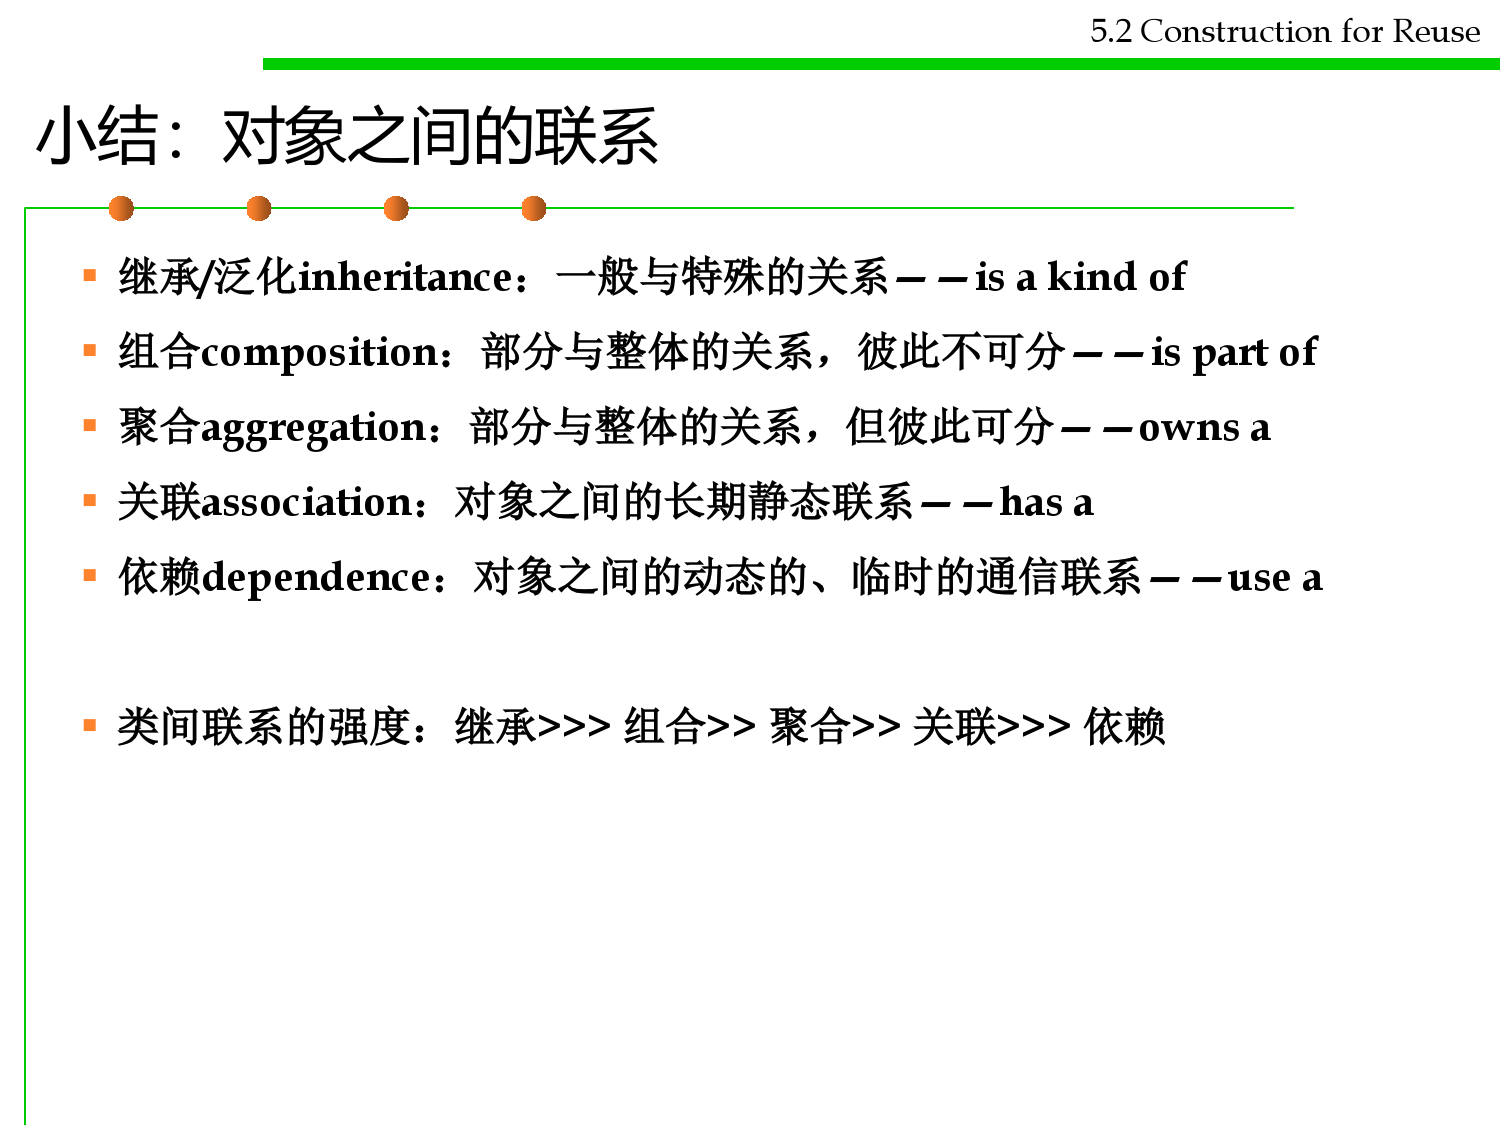 5.2 Construction for Reuse
小结：对象之间的联系
继承/泛化inheritance：一般与特殊的关系——is a kind of
组合composition：部分与整体的关系，彼此不可分——is part of
聚合aggregation：部分与整体的关系，但彼此可分——owns a
关联association：对象之间的长期静态联系——has a
依赖dependence：对象之间的动态的、临时的通信联系——use a
类间联系的强度：继承>>> 组合>> 聚合>> 关联>>> 依赖